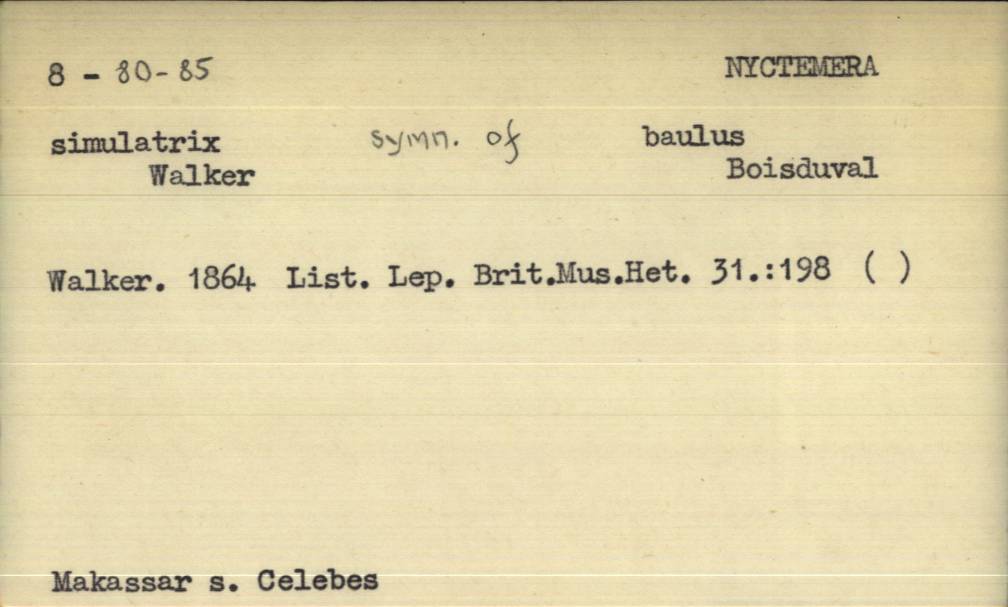 8 - 80-85 NYCTEMERA
simulatrix symn. of baulus
Walker Boisduval
Walker. 1864 List. Lep. Brit.Mus.Het. 31.:198 ( )
Makassar s. Celebes